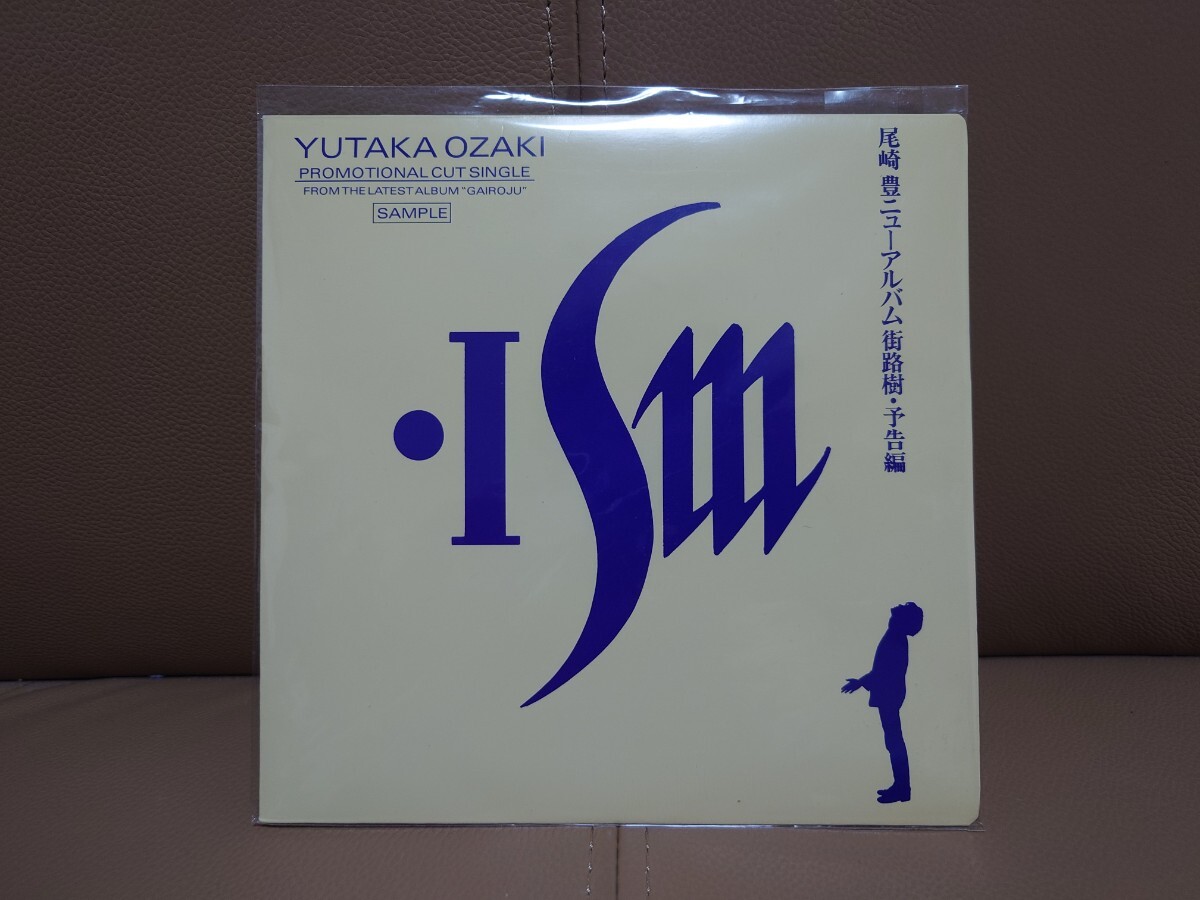 YUTAKA OZAKI
PROMOTIONAL CUT SINGLE
FROM THE LATEST ALBUM "GAIROJU"
SAMPLE
尾崎 豊ニューアルバム街路樹・予告編
・ISm